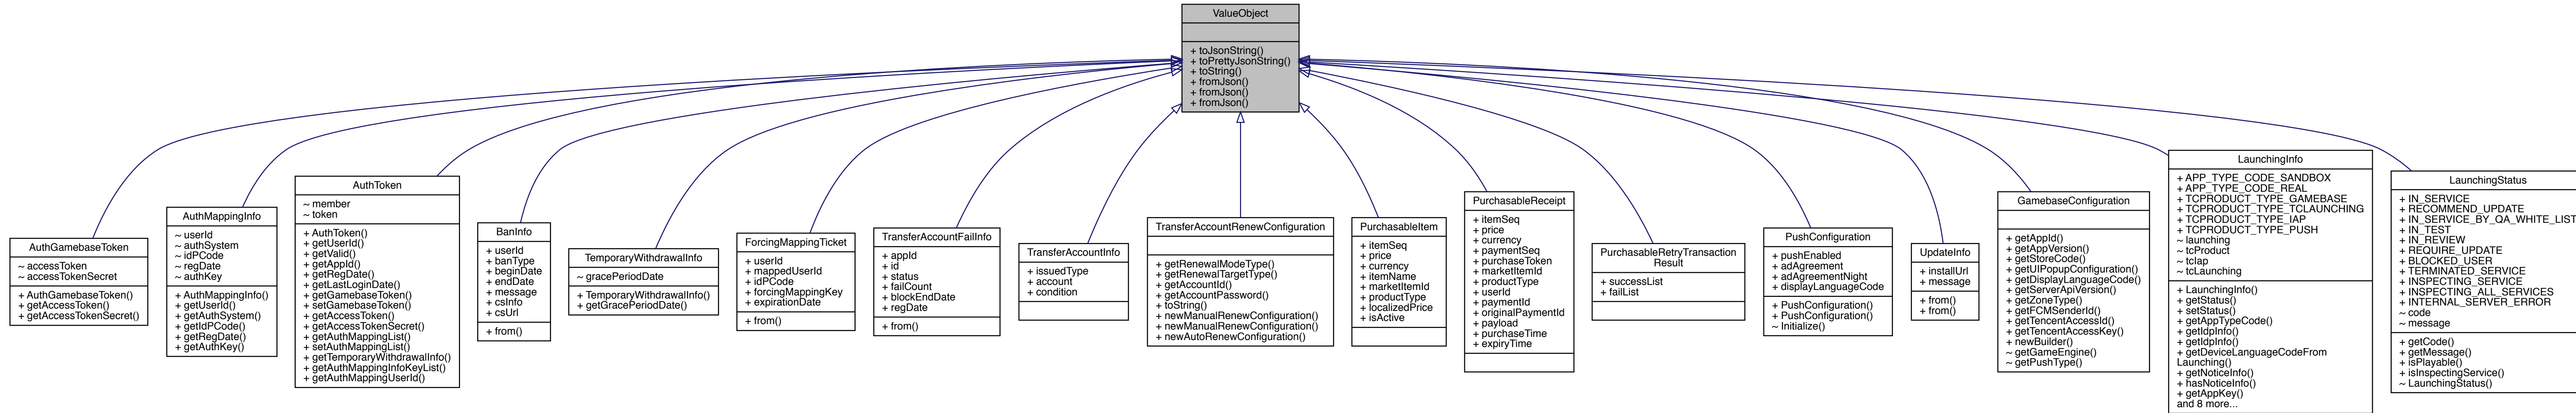 ValueObject
+ toJsonString()
+ toPrettyJsonString()
+ toString()
+ fromJson()
+ fromJson()
+ fromJson()
AuthGamebaseToken
~ accessToken
~ accessTokenSecret
+ AuthGamebaseToken()
+ getAccessToken()
+ getAccessTokenSecret()
AuthMappingInfo
~ userId
~ authSystem
~ idPCode
~ regDate
~ authKey
+ AuthMappingInfo()
+ getUserId()
+ getAuthSystem()
+ getIdPCode()
+ getRegDate()
+ getAuthKey()
AuthToken
~ member
~ token
+ AuthToken()
+ getUserId()
+ getValid()
+ getAppId()
+ getRegDate()
+ getLastLoginDate()
+ getGamebaseToken()
+ setGamebaseToken()
+ getAccessToken()
+ getAccessTokenSecret()
+ getAuthMappingList()
+ setAuthMappingList()
+ getTemporaryWithdrawalInfo()
+ getAuthMappingInfoKeyList()
+ getAuthMappingUserId()
BanInfo
+ userId
+ banType
+ beginDate
+ endDate
+ message
+ csInfo
+ csUrl
+ from()
TemporaryWithdrawalInfo
~ gracePeriodDate
+ TemporaryWithdrawalInfo()
+ getGracePeriodDate()
ForcingMappingTicket
+ userId
+ mappedUserId
+ idPCode
+ forcingMappingKey
+ expirationDate
+ from()
TransferAccountFailInfo
+ appId
+ id
+ status
+ failCount
+ blockEndDate
+ regDate
+ from()
TransferAccountInfo
+ issuedType
+ account
+ condition
TransferAccountRenewConfiguration
+ getRenewalModeType()
+ getRenewalTargetType()
+ getAccountId()
+ getAccountPassword()
+ toString()
+ newManualRenewConfiguration()
+ newManualRenewConfiguration()
+ newAutoRenewConfiguration()
PurchasableItem
+ itemSeq
+ price
+ currency
+ itemName
+ marketItemId
+ productType
+ localizedPrice
+ isActive
PurchasableReceipt
+ itemSeq
+ price
+ currency
+ paymentSeq
+ purchaseToken
+ marketItemId
+ productType
+ userId
+ paymentId
+ originalPaymentId
+ payload
+ purchaseTime
+ expiryTime
PurchasableRetryTransaction
Result
+ successList
+ failList
PushConfiguration
+ pushEnabled
+ adAgreement
+ adAgreementNight
+ displayLanguageCode
+ PushConfiguration()
+ PushConfiguration()
~ Initialize()
UpdateInfo
+ installUrl
+ message
+ from()
+ from()
GamebaseConfiguration
+ getAppId()
+ getAppVersion()
+ getStoreCode()
+ getUIPopupConfiguration()
+ getDisplayLanguageCode()
+ getServerApiVersion()
+ getZoneType()
+ getFCMSenderId()
+ getTencentAccessId()
+ getTencentAccessKey()
+ newBuilder()
~ getGameEngine()
~ getPushType()
LaunchingInfo
+ APP_TYPE_CODE_SANDBOX
+ APP_TYPE_CODE_REAL
+ TCPRODUCT_TYPE_GAMEBASE
+ TCPRODUCT_TYPE_TCLAUNCHING
+ TCPRODUCT_TYPE_IAP
+ TCPRODUCT_TYPE_PUSH
~ launching
~ tcProduct
~ tcIap
~ tcLaunching
+ LaunchingInfo()
+ getStatus()
+ setStatus()
+ getAppTypeCode()
+ getIdpInfo()
+ getIdpInfo()
+ getDeviceLanguageCodeFrom
Launching()
+ getNoticeInfo()
+ hasNoticeInfo()
+ getAppKey()
and 8 more...
LaunchingStatus
+ IN_SERVICE
+ RECOMMEND_UPDATE
+ IN_SERVICE_BY_QA_WHITE_LIST
+ IN_TEST
+ IN_REVIEW
+ REQUIRE_UPDATE
+ BLOCKED_USER
+ TERMINATED_SERVICE
+ INSPECTING_SERVICE
+ INSPECTING_ALL_SERVICES
+ INTERNAL_SERVER_ERROR
~ code
~ message
+ getCode()
+ getMessage()
+ isPlayable()
+ isInspectingService()
~ LaunchingStatus()